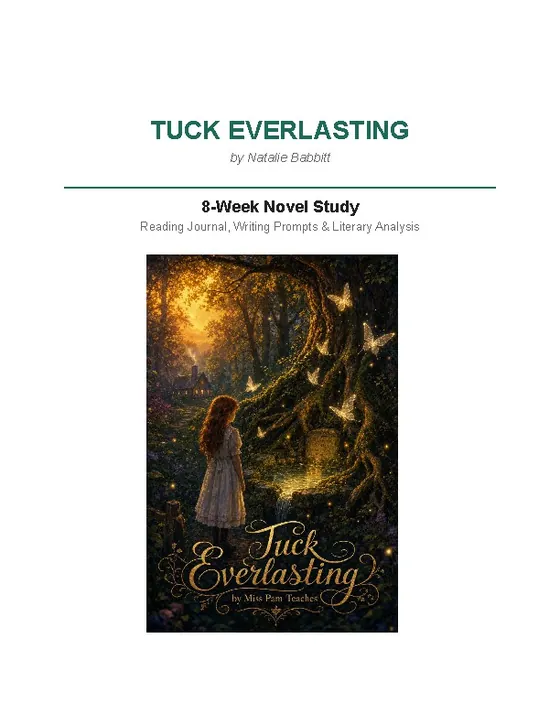 TUCK EVERLASTING
by Natalie Babbitt
8-Week Novel Study
Reading Journal, Writing Prompts & Literary Analysis
Tuck
Everlasting
by Miss Pam Teaches